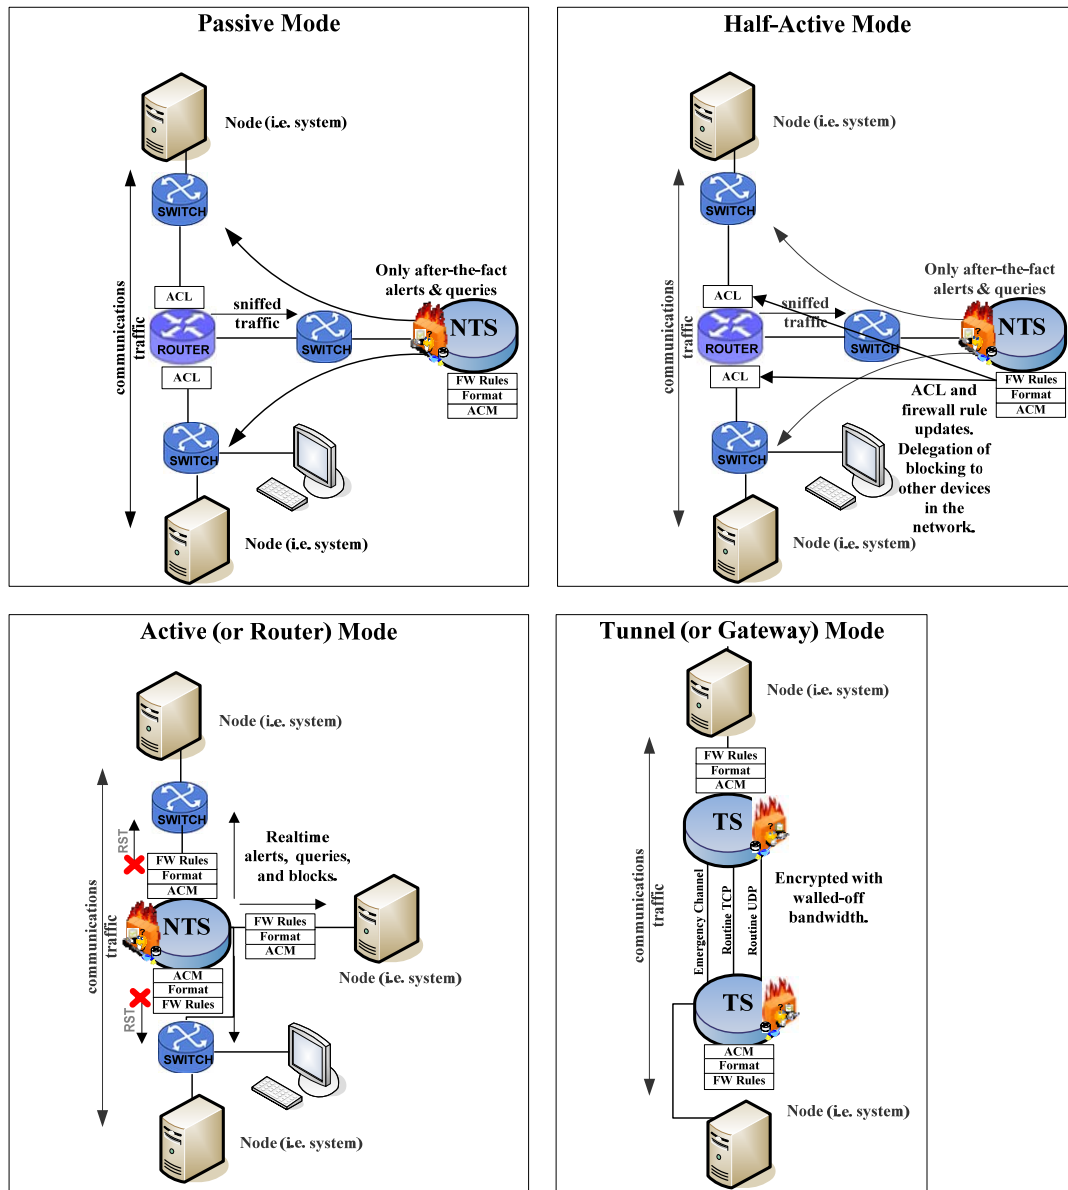 Passive Mode
Node (i.e. system)
SWITCH
communications
traffic
Only after-the-fact
alerts & queries
ACL
sniffed
traffic
NTS
ROUTER
SWITCH
ACL
FW Rules
Format
ACM
SWITCH
Node (i.e. system)
Half-Active Mode
Node (i.e. system)
SWITCH
communications
traffic
Only after-the-fact
alerts & queries
ACL
sniffed
traffic
NTS
ROUTER
SWITCH
ACL
FW Rules
Format
ACM
ACL and
firewall rule
updates.
Delegation of
blocking to
other devices
in the
network.
SWITCH
Node (i.e. system)
Active (or Router) Mode
Node (i.e. system)
SWITCH
communications
traffic
RST
Realtime
alerts, queries,
and blocks.
FW Rules
Format
ACM
NTS
FW Rules
Format
ACM
Node (i.e. system)
ACM
Format
FW Rules
RST
SWITCH
Node (i.e. system)
Tunnel (or Gateway) Mode
Node (i.e. system)
FW Rules
Format
ACM
TS
communications
traffic
Emergency Channel
Routine TCP
Routine UDP
Encrypted with
walled-off
bandwidth.
TS
ACM
Format
FW Rules
Node (i.e. system)